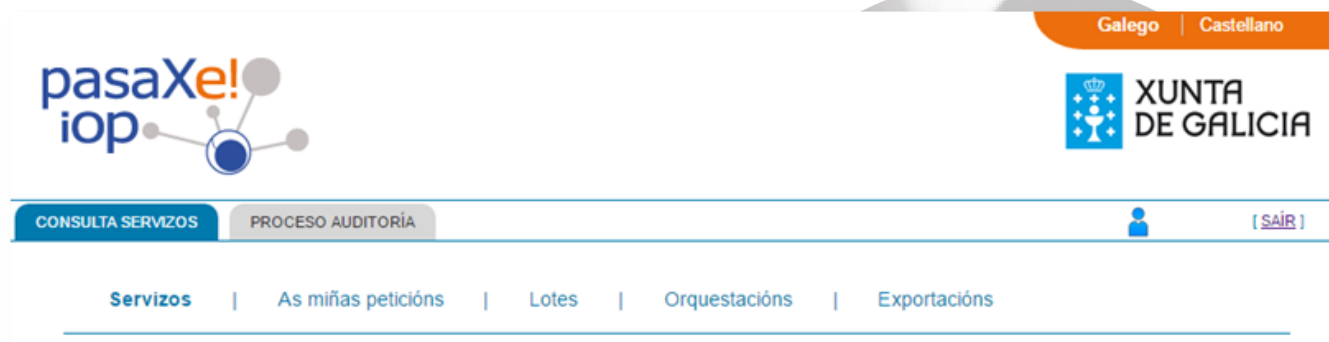 Galego | Castellano
pasaXe!
iop
XUNTA
DE GALICIA
CONSULTA SERVIZOS PROCESO AUDITORÍA [ SAÍR ]
Servizos | As miñas peticións | Lotes | Orquestacións | Exportacións